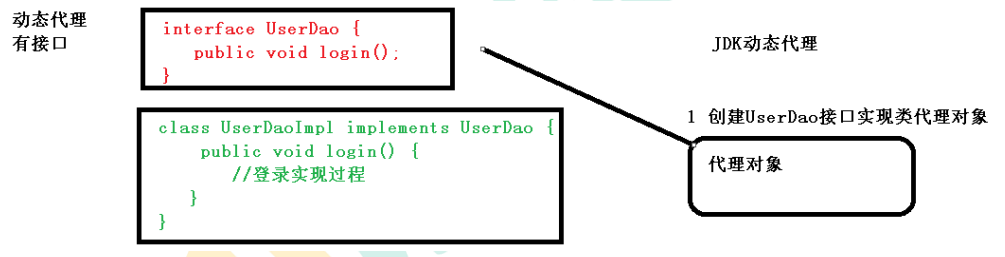 动态代理
有接口
interface UserDao {
public void login();
}
class UserDaoImpl implements UserDao {
public void login() {
//登录实现过程
}
}
JDK动态代理
1 创建UserDao接口实现类代理对象
代理对象